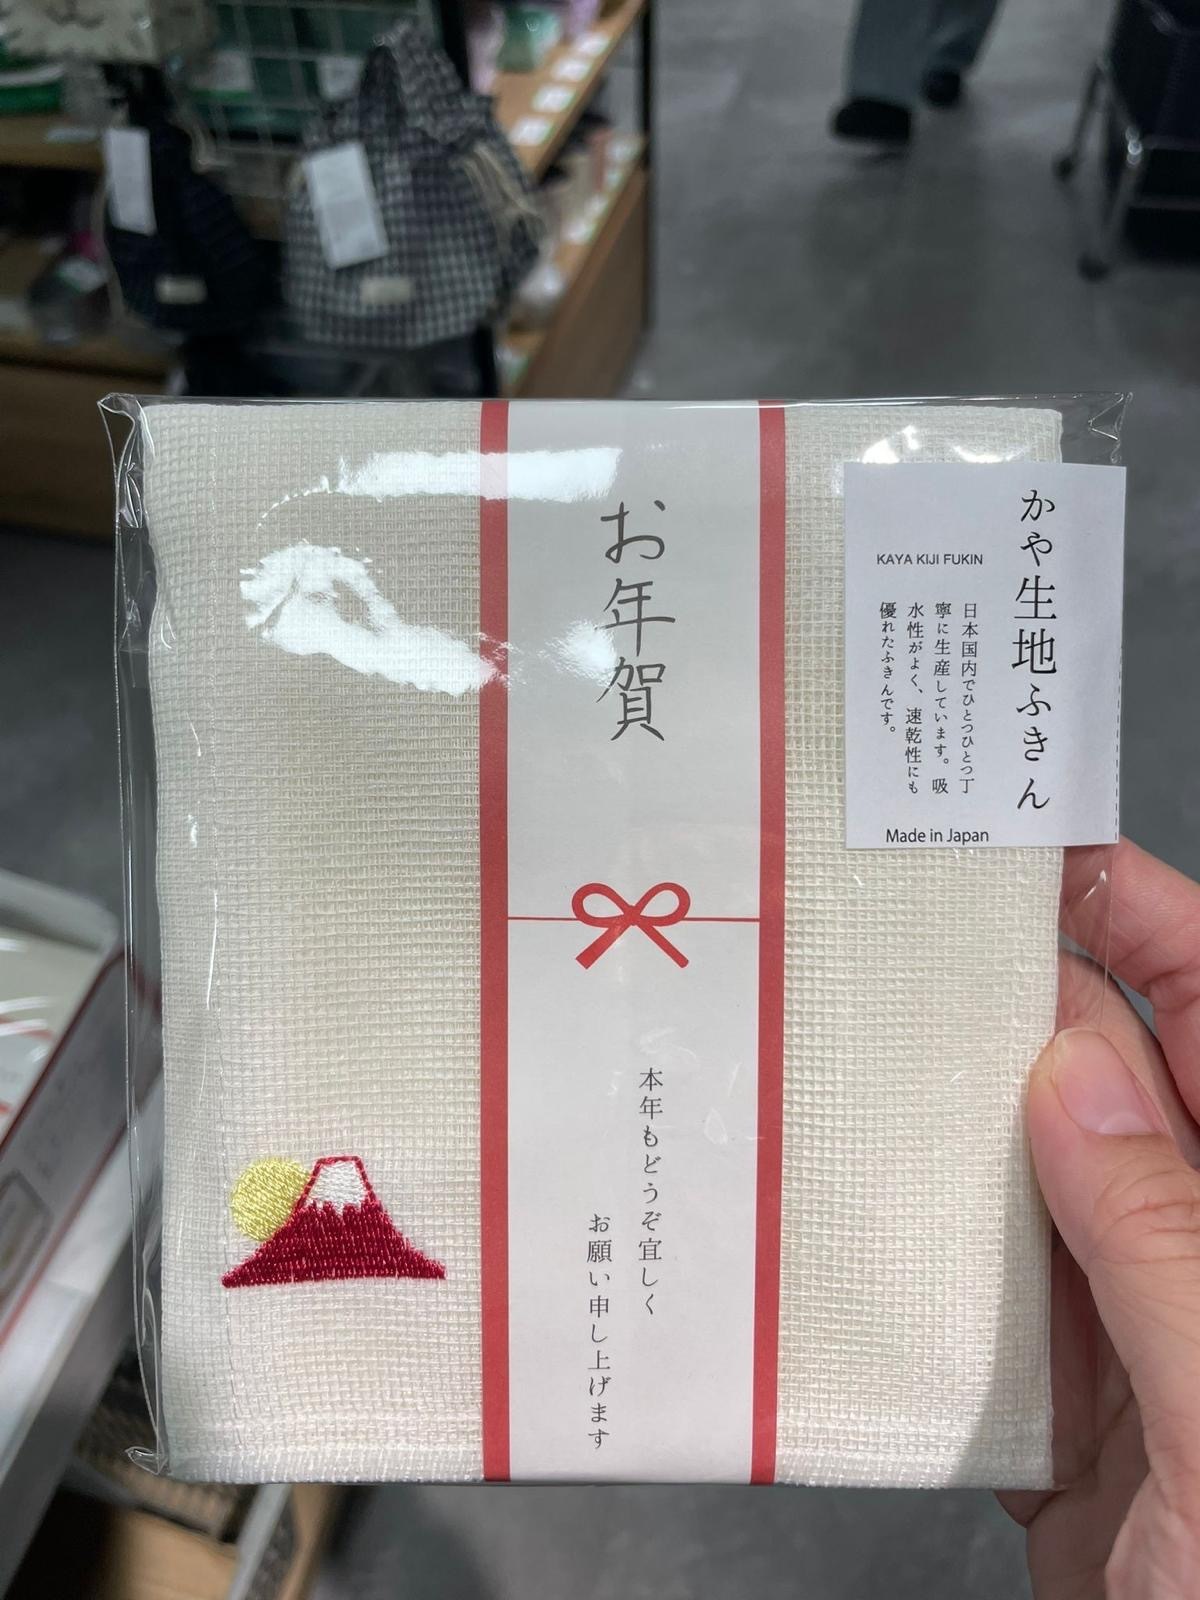 お年賀
本年もどうぞ宜しく
お願い申し上げます
かや生地ふきん
KAYA KIJI FUKIN
日本国内でひとつひとつ丁
寧に生産しています。吸
水性がよく、速乾性にも
優れたふきんです。
Made in Japan